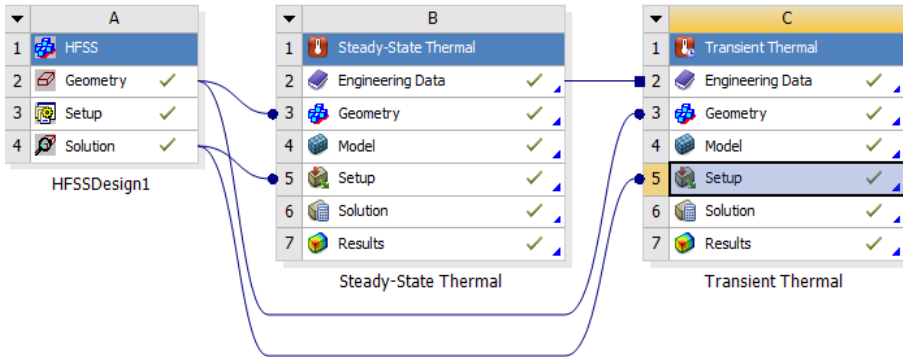 A
1 HFSS
2 Geometry
3 Setup
4 Solution
HFSSDesign1
B
1 Steady-State Thermal
2 Engineering Data
3 Geometry
4 Model
5 Setup
6 Solution
7 Results
Steady-State Thermal
C
1 Transient Thermal
2 Engineering Data
3 Geometry
4 Model
5 Setup
6 Solution
7 Results
Transient Thermal